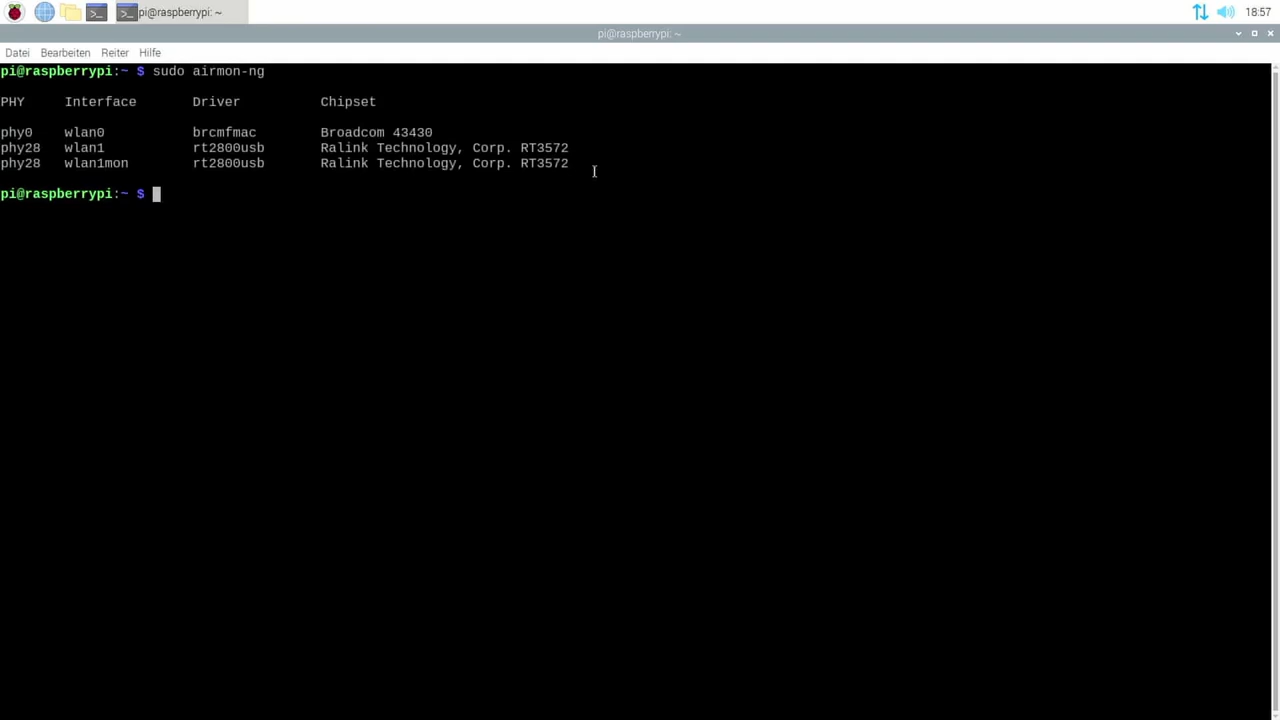 pi@raspberrypi: ~
18:57
pi@raspberrypi: ~
Datei Bearbeiten Reiter Hilfe
pi@raspberrypi:~ $ sudo airmon-ng
PHY Interface Driver Chipset
phy0 wlan0 brcmfmac Broadcom 43430
phy28 wlan1 rt2800usb Ralink Technology, Corp. RT3572
phy28 wlan1mon rt2800usb Ralink Technology, Corp. RT3572
pi@raspberrypi:~ $